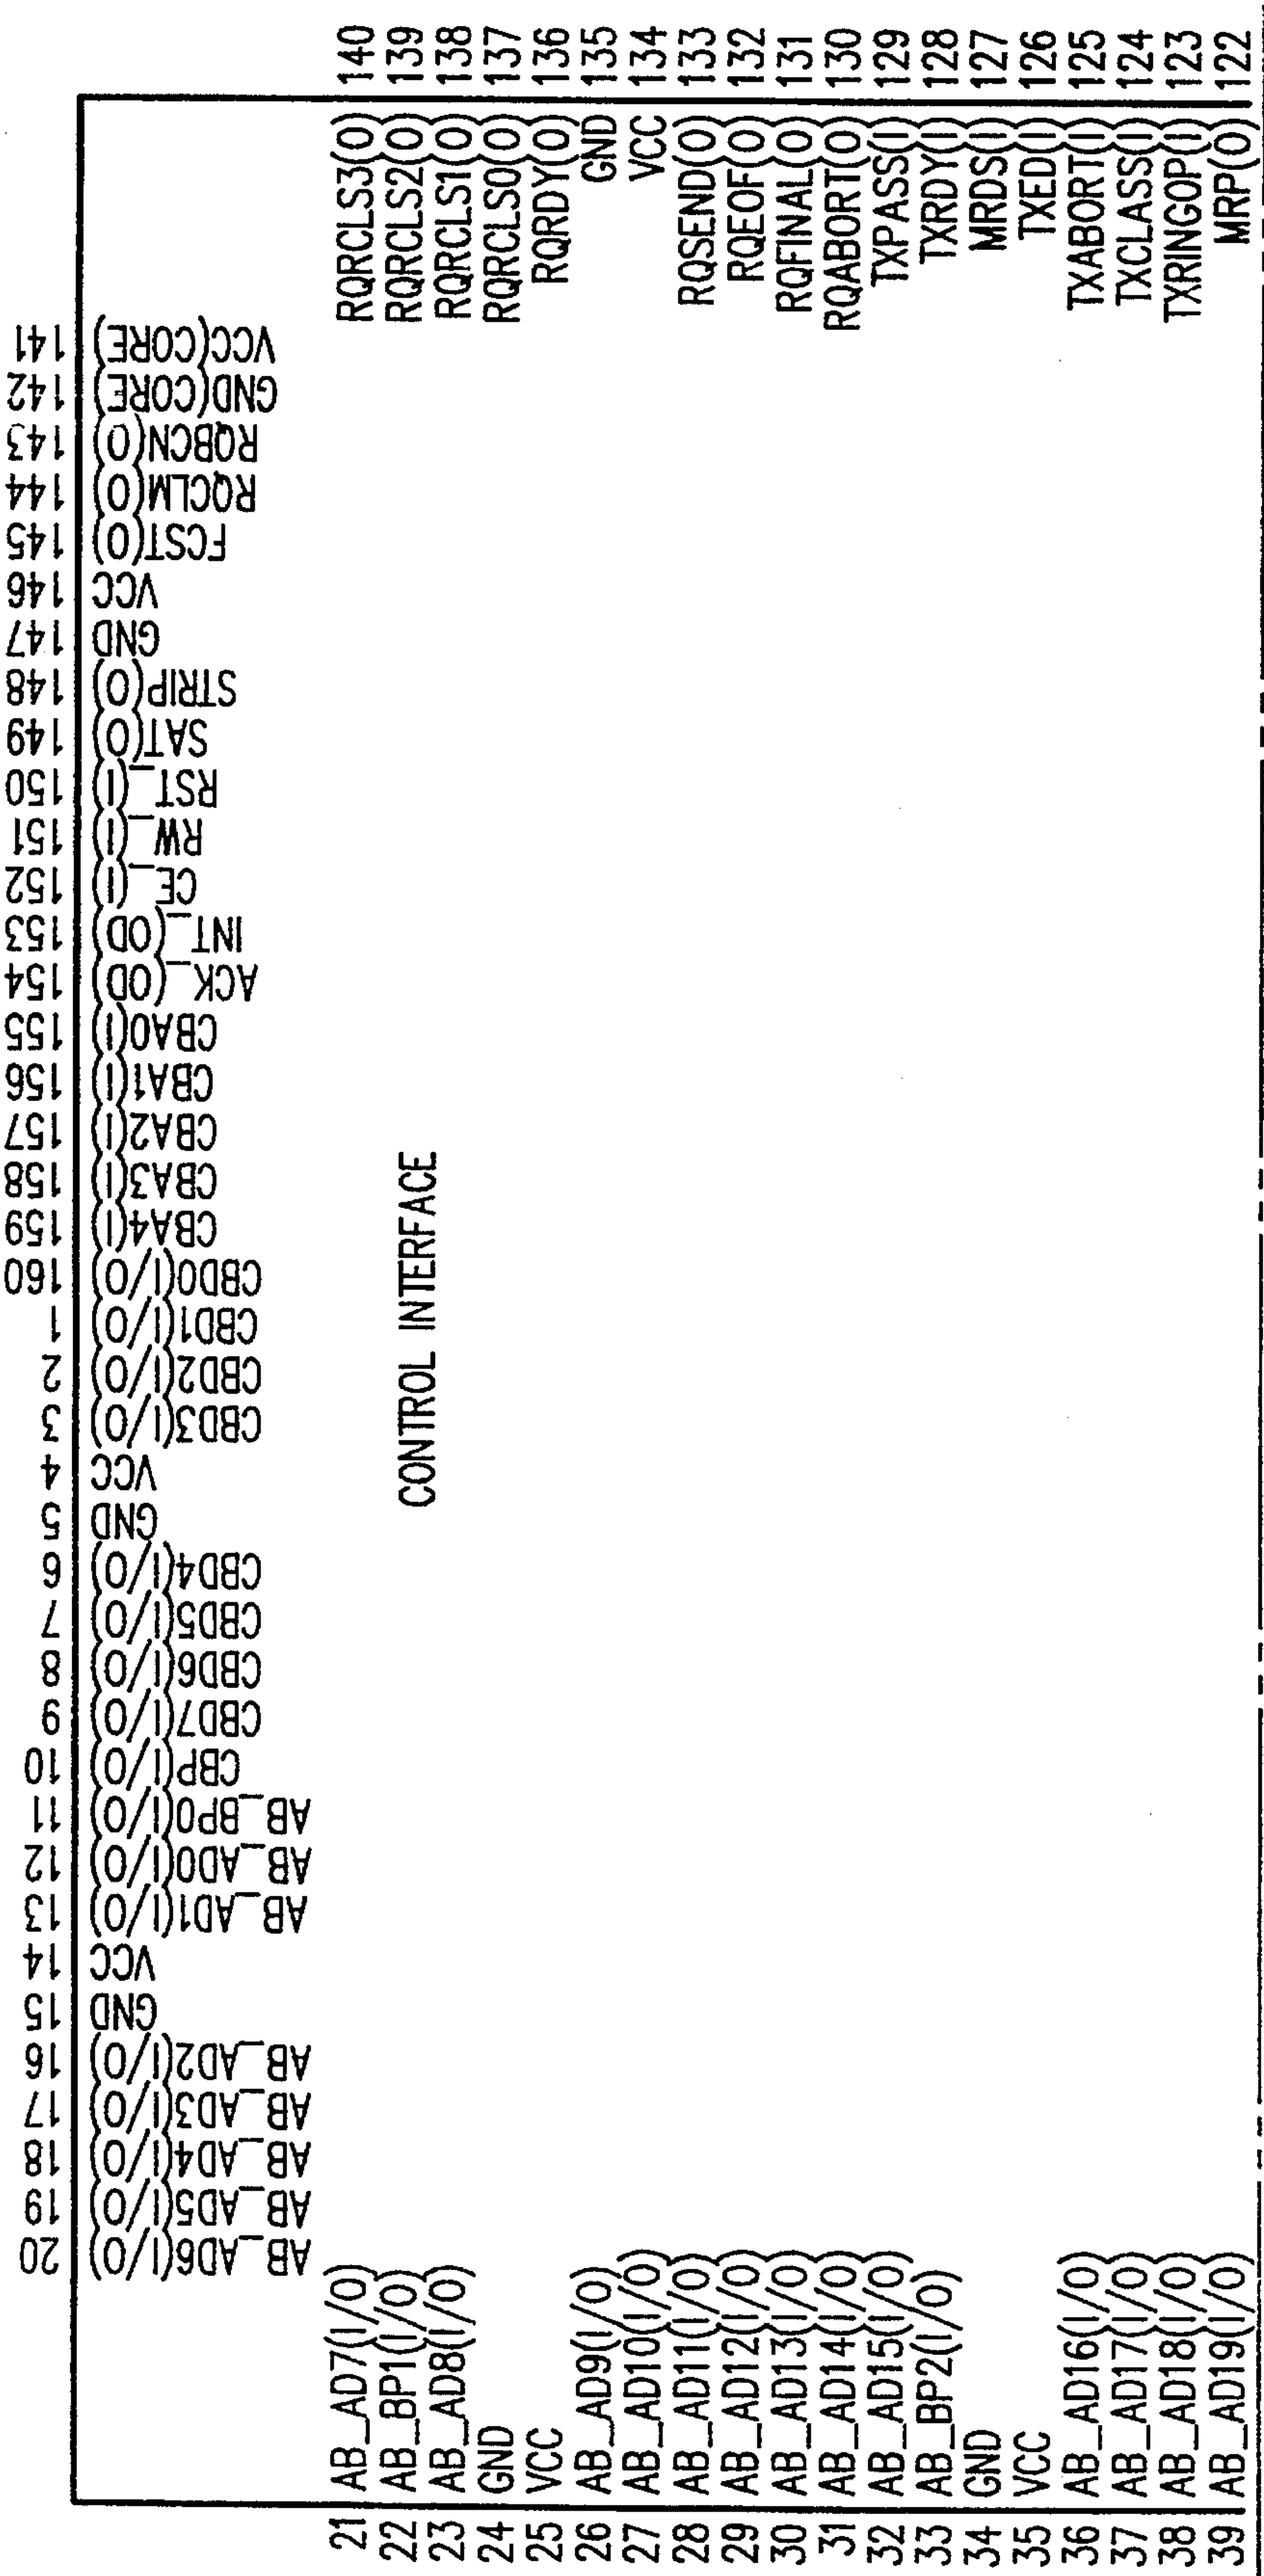 140 RQRCLS3(O)
139 RQRCLS2(O)
138 RQRCLS1(O)
137 RQRCLS0(O)
136 RQRDY(O)
135 GND
134 VCC
133 RQSEND(O)
132 RQEOF(O)
131 RQFINAL(O)
130 RQABORT(O)
129 TXPASS(I)
128 TXRDY(I)
127 MRDS(I)
126 TXED(I)
125 TXABORT(I)
124 TXCLASS(I)
123 TXRINGOP(I)
122 MRP(O)
141 VCC(CORE)
142 GND(CORE)
143 RQBCN(O)
144 RQCLM(O)
145 FCST(O)
146 VCC
147 GND
148 STRIP(O)
149 SAT(O)
150 RST_(I)
151 RW_(I)
152 CE_(I)
153 INT_(OD)
154 ACK_(OD)
155 CBA0(I)
156 CBA1(I)
157 CBA2(I)
158 CBA3(I)
159 CBA4(I)
160 CBD0(I/O)
1 CBD1(I/O)
2 CBD2(I/O)
3 CBD3(I/O)
4 VCC
5 GND
6 CBD4(I/O)
7 CBD5(I/O)
8 CBD6(I/O)
9 CBD7(I/O)
10 CBP(I/O)
11 AB_BP0(I/O)
12 AB_AD0(I/O)
13 AB_AD1(I/O)
14 VCC
15 GND
16 AB_AD2(I/O)
17 AB_AD3(I/O)
18 AB_AD4(I/O)
19 AB_AD5(I/O)
20 AB_AD6(I/O)
CONTROL INTERFACE
21 AB_AD7(I/O)
22 AB_BP1(I/O)
23 AB_AD8(I/O)
24 GND
25 VCC
26 AB_AD9(I/O)
27 AB_AD10(I/O)
28 AB_AD11(I/O)
29 AB_AD12(I/O)
30 AB_AD13(I/O)
31 AB_AD14(I/O)
32 AB_AD15(I/O)
33 AB_BP2(I/O)
34 GND
35 VCC
36 AB_AD16(I/O)
37 AB_AD17(I/O)
38 AB_AD18(I/O)
39 AB_AD19(I/O)